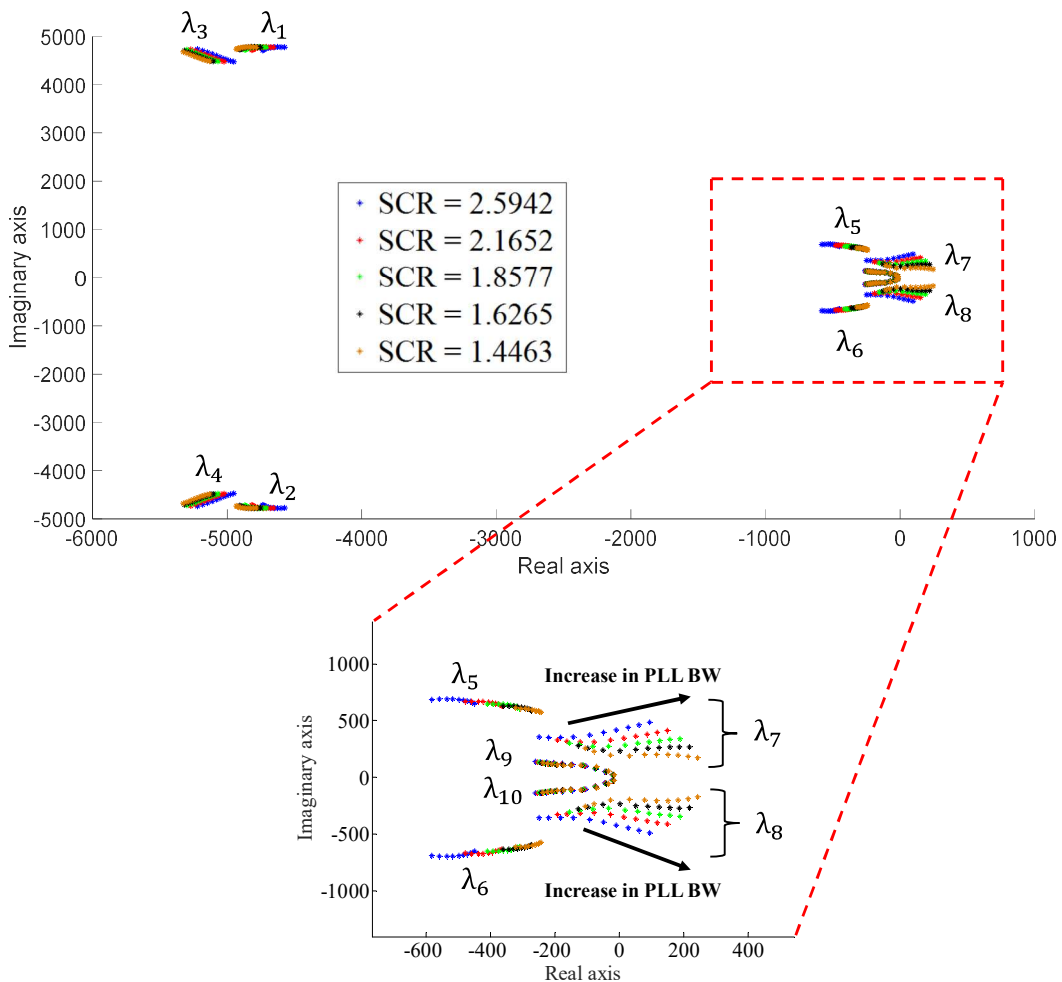 λ3 λ1
5000
4000
3000
2000
1000
0
-1000
-2000
-3000
-4000
-5000
Imaginary axis
SCR = 2.5942
SCR = 2.1652
SCR = 1.8577
SCR = 1.6265
SCR = 1.4463
λ5
λ7
λ8
λ6
λ4
λ2
-6000 -5000 -4000 -3000 -2000 -1000 0 1000
Real axis
1000
500
0
-500
-1000
Imaginary axis
λ5
Increase in PLL BW
λ7
λ9
λ10
λ8
λ6
Increase in PLL BW
-600 -400 -200 0 200 400
Real axis